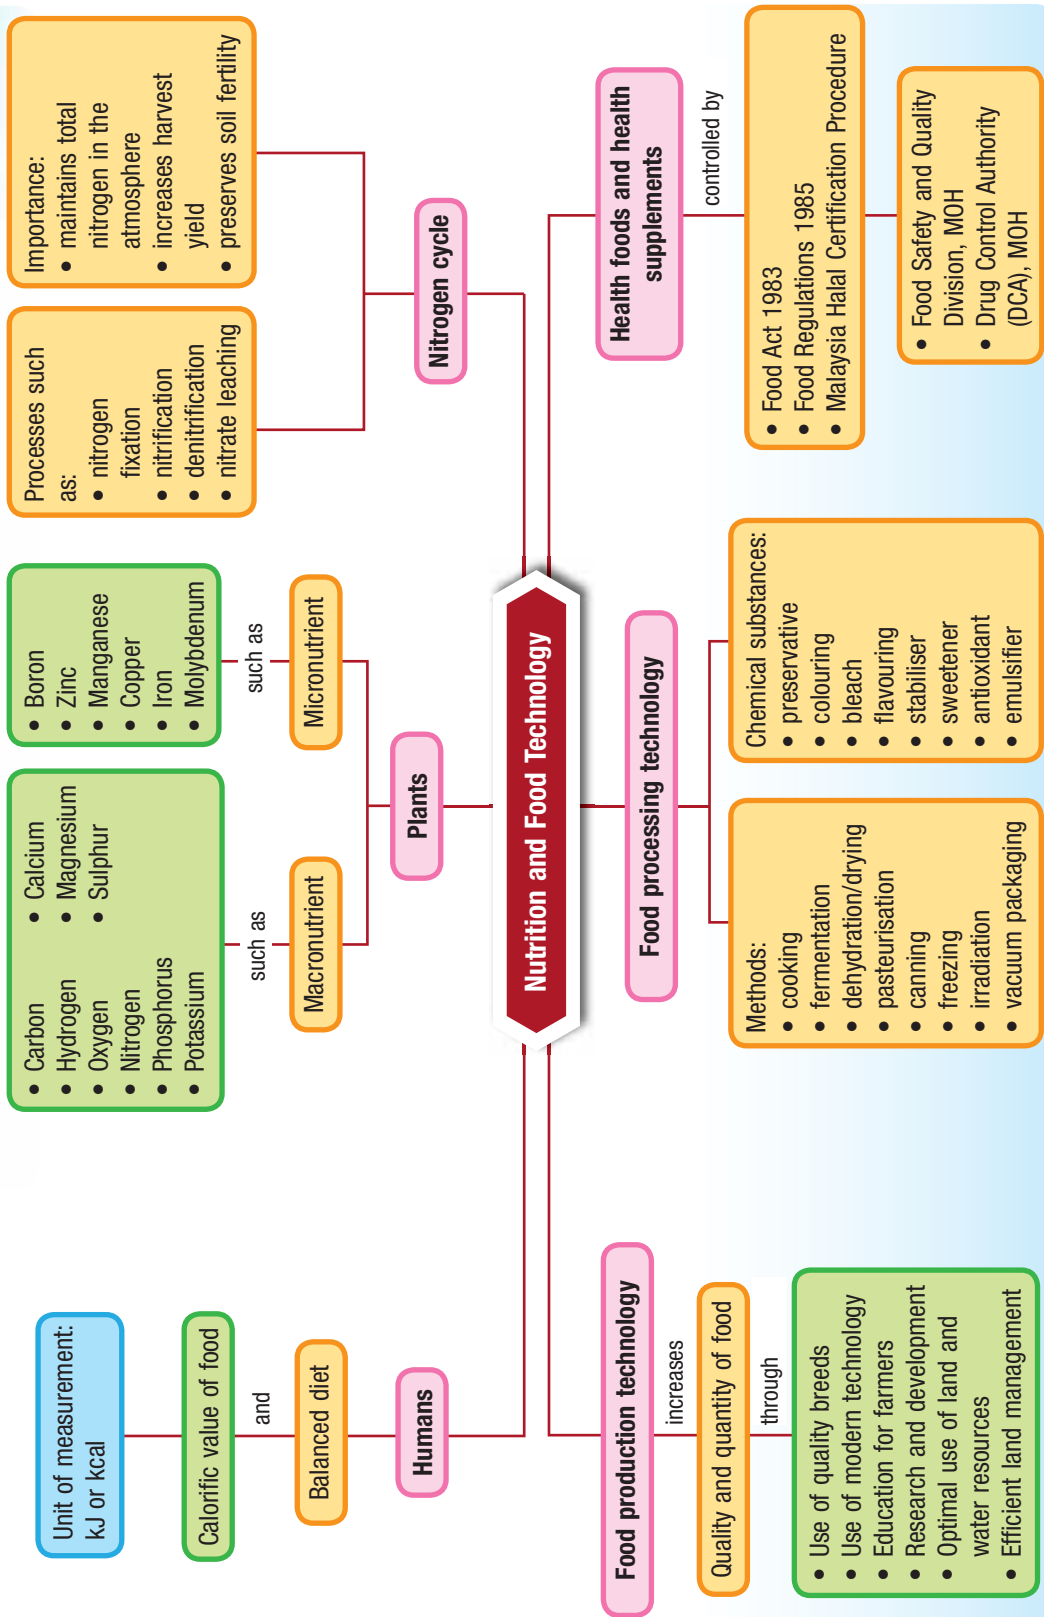 Unit of measurement:
kJ or kcal
Calorific value of food
and
Balanced diet
Humans
• Carbon
• Hydrogen
• Oxygen
• Nitrogen
• Phosphorus
• Potassium
• Calcium
• Magnesium
• Sulphur
such as
Macronutrient
• Boron
• Zinc
• Manganese
• Copper
• Iron
• Molybdenum
such as
Micronutrient
Plants
Processes such
as:
• nitrogen
fixation
• nitrification
• denitrification
• nitrate leaching
Importance:
• maintains total
nitrogen in the
atmosphere
• increases harvest
yield
• preserves soil fertility
Nitrogen cycle
Nutrition and Food Technology
Food production technology
increases
Quality and quantity of food
through
• Use of quality breeds
• Use of modern technology
• Education for farmers
• Research and development
• Optimal use of land and
water resources
• Efficient land management
Food processing technology
Methods:
• cooking
• fermentation
• dehydration/drying
• pasteurisation
• canning
• freezing
• irradiation
• vacuum packaging
Chemical substances:
• preservative
• colouring
• bleach
• flavouring
• stabiliser
• sweetener
• antioxidant
• emulsifier
Health foods and health
supplements
controlled by
• Food Act 1983
• Food Regulations 1985
• Malaysia Halal Certification Procedure
• Food Safety and Quality
Division, MOH
• Drug Control Authority
(DCA), MOH